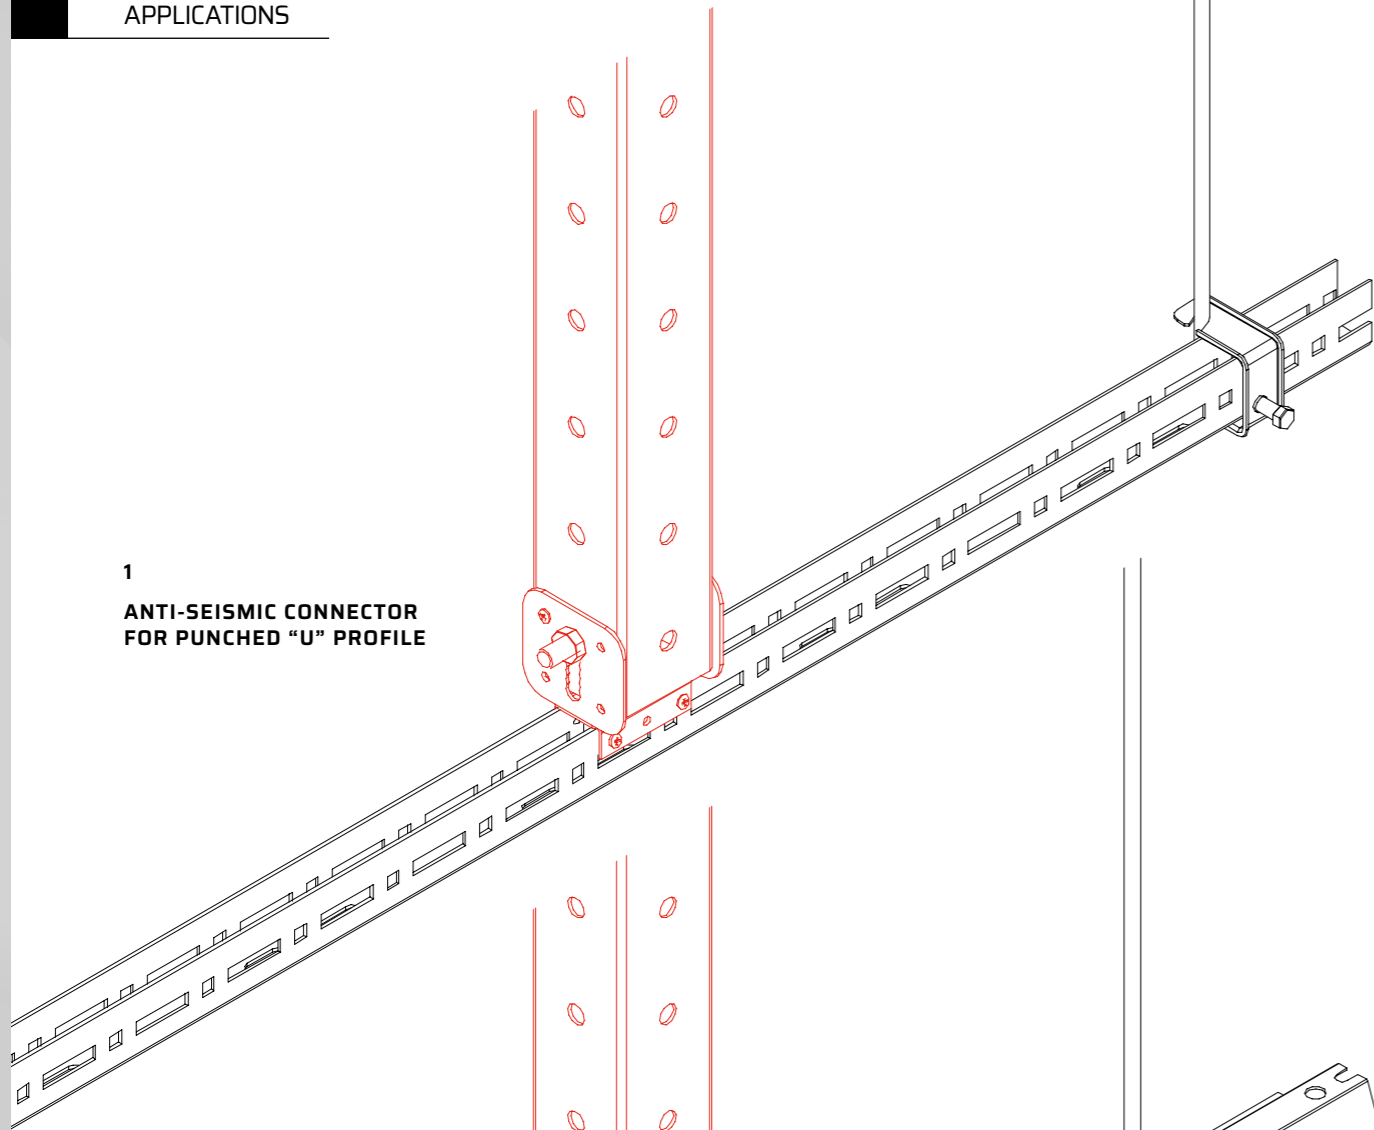 APPLICATIONS
1
ANTI-SEISMIC CONNECTOR
FOR PUNCHED “U” PROFILE